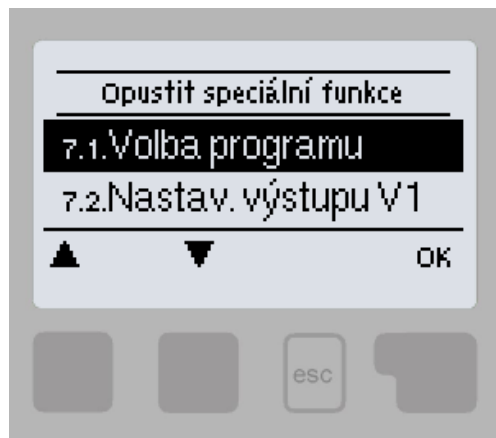 Opustit speciální funkce
7.1.Volba programu
7.2.Nastav. výstupu V1
OK
esc